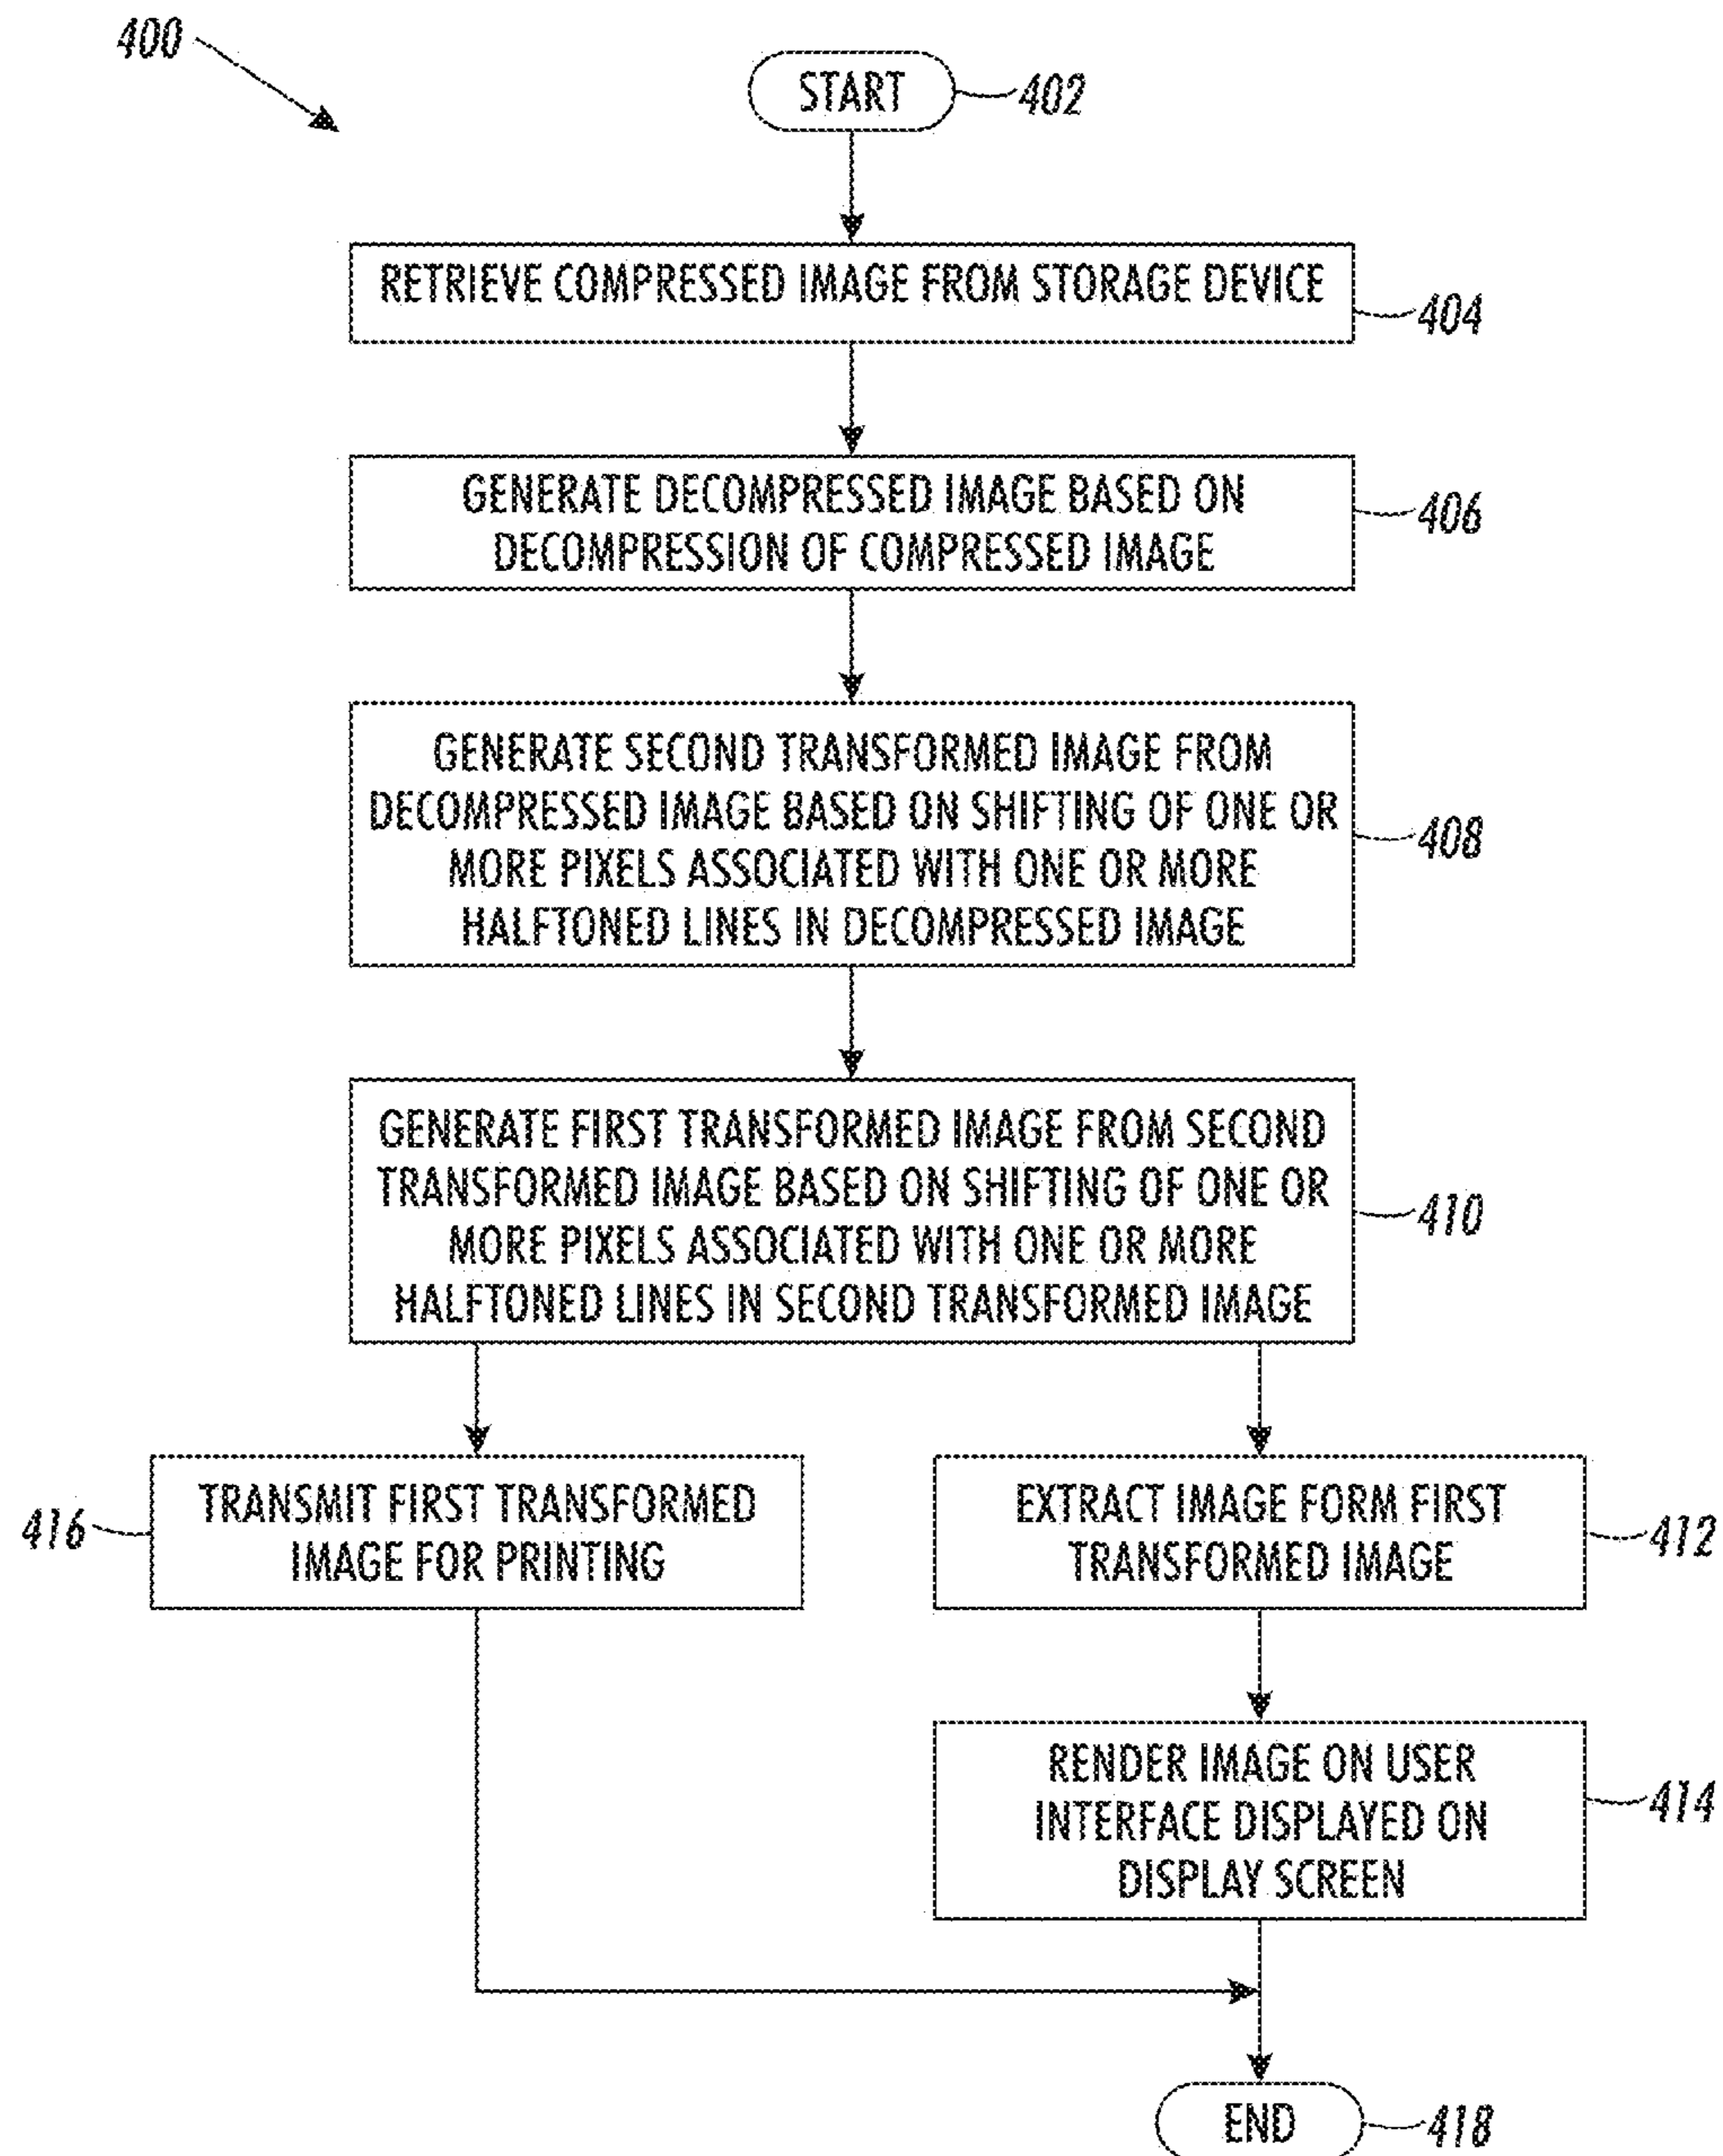 400
START
402
RETRIEVE COMPRESSED IMAGE FROM STORAGE DEVICE
404
GENERATE DECOMPRESSED IMAGE BASED ON
DECOMPRESSION OF COMPRESSED IMAGE
406
GENERATE SECOND TRANSFORMED IMAGE FROM
DECOMPRESSED IMAGE BASED ON SHIFTING OF ONE OR
MORE PIXELS ASSOCIATED WITH ONE OR MORE
HALFTONED LINES IN DECOMPRESSED IMAGE
408
GENERATE FIRST TRANSFORMED IMAGE FROM SECOND
TRANSFORMED IMAGE BASED ON SHIFTING OF ONE OR
MORE PIXELS ASSOCIATED WITH ONE OR MORE
HALFTONED LINES IN SECOND TRANSFORMED IMAGE
410
416
TRANSMIT FIRST TRANSFORMED
IMAGE FOR PRINTING
EXTRACT IMAGE FORM FIRST
TRANSFORMED IMAGE
412
RENDER IMAGE ON USER
INTERFACE DISPLAYED ON
DISPLAY SCREEN
414
END
418